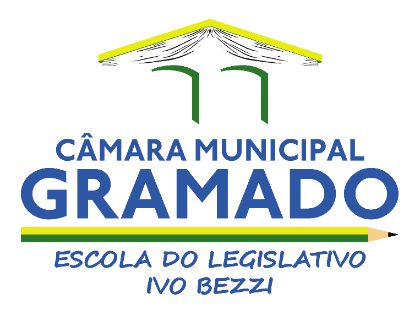 CÂMARA MUNICIPAL
GRAMADO
ESCOLA DO LEGISLATIVO
IVO BEZZI